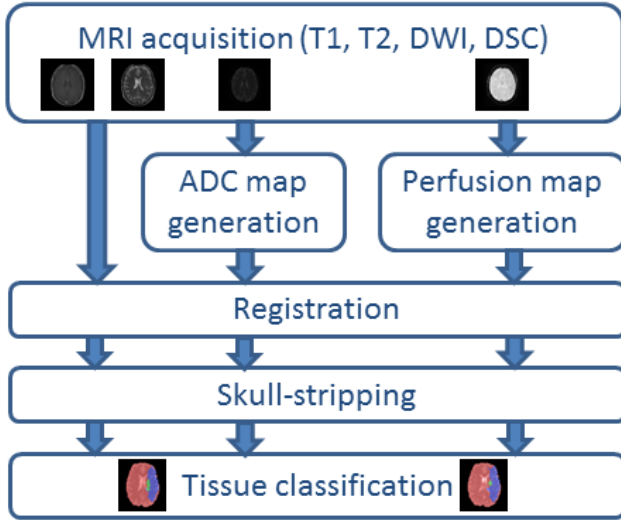 MRI acquisition (T1, T2, DWI, DSC)
ADC map
generation
Perfusion map
generation
Registration
Skull-stripping
Tissue classification